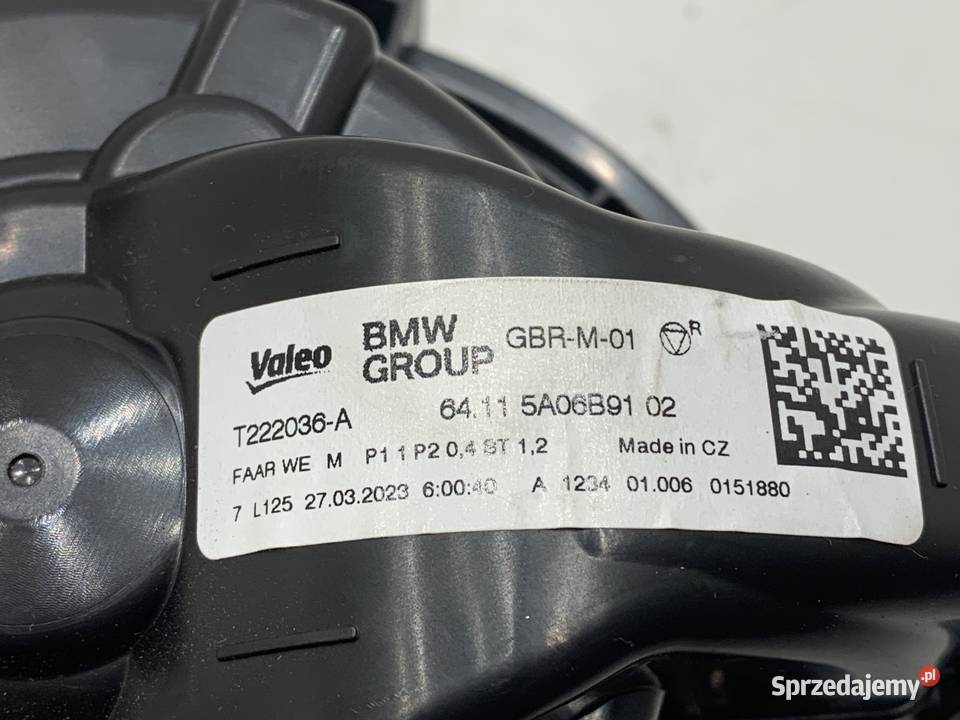 Valeo BMW GROUP GBR-M-01 R
T222036-A 64.11 5A06B91 02
FAAR WE M P1 1 P2 0,4 ST 1,2 Made in CZ
7 L125 27.03.2023 6:00:40 A 1234 01.006 0151880
Sprzedajemy.pl